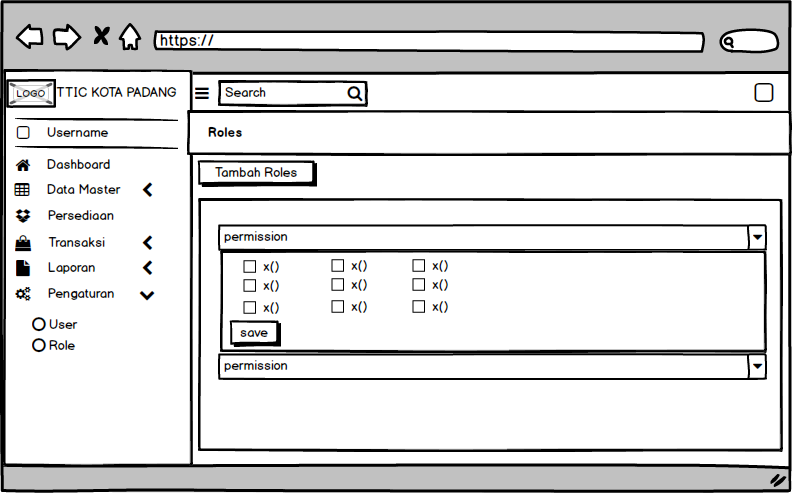 https://
LOGO
TTIC KOTA PADANG
Search
Username
Roles
Dashboard
Tambah Roles
Data Master
Persediaan
Transaksi
Laporan
Pengaturan
User
Role
permission
x() x() x()
x() x() x()
x() x() x()
save
permission